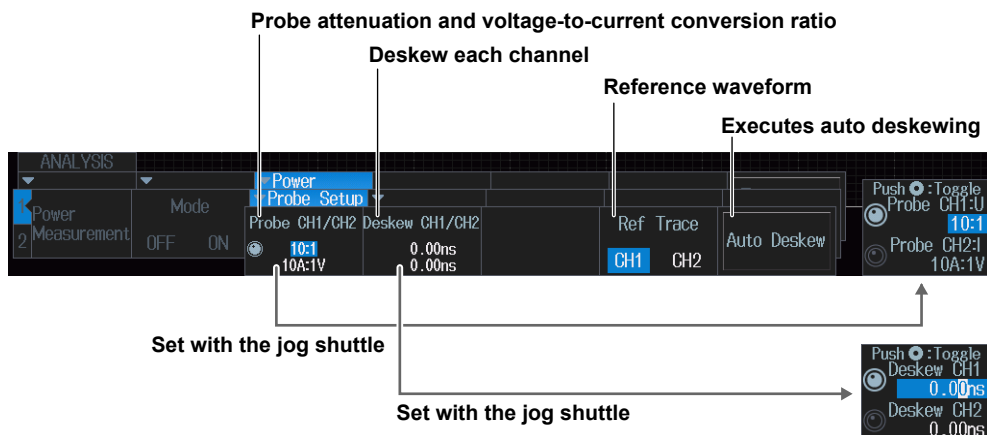 Probe attenuation and voltage-to-current conversion ratio
Deskew each channel
Reference waveform
Executes auto deskewing
ANALYSIS
Power
Probe Setup
1
2
Power
Measurement
Mode
OFF ON
Probe CH1/CH2
10:1
10A:1V
Deskew CH1/CH2
0.00ns
0.00ns
Ref Trace
CH1 CH2
Auto Deskew
Push :Toggle
Probe CH1:U
10:1
Probe CH2:I
10A:1V
Set with the jog shuttle
Push :Toggle
Deskew CH1
0.00ns
Deskew CH2
0.00ns
Set with the jog shuttle